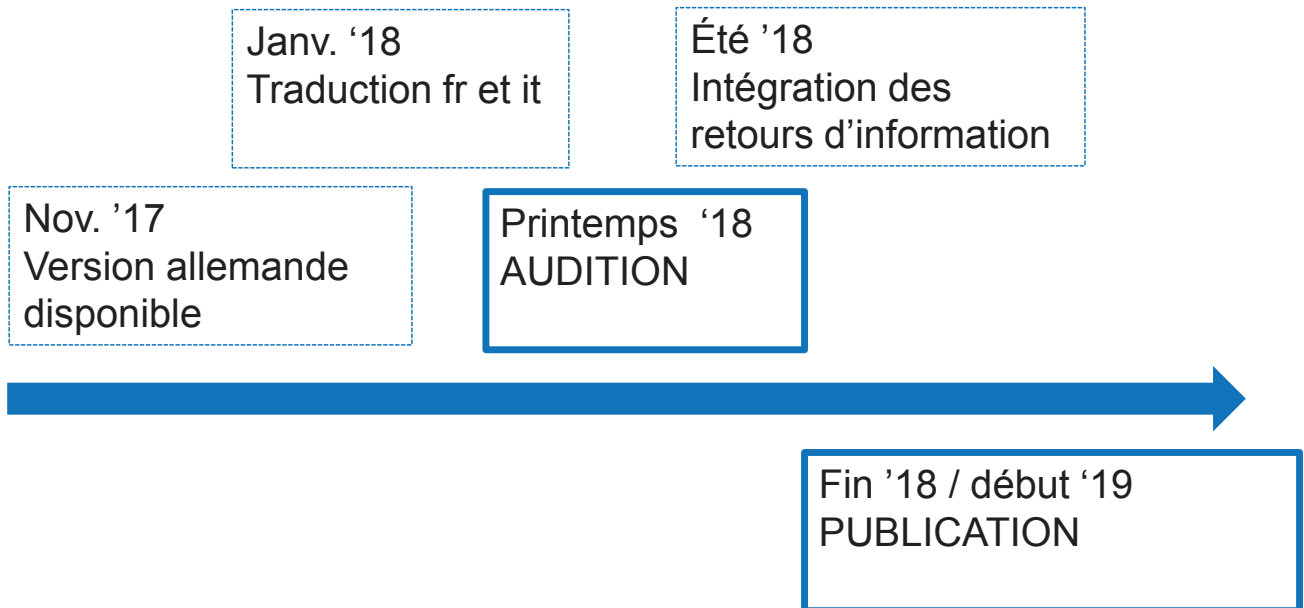 Janv. ‘18
Traduction fr et it
Été ’18
Intégration des
retours d’information
Nov. ’17
Version allemande
disponible
Printemps ‘18
AUDITION
Fin ’18 / début ‘19
PUBLICATION